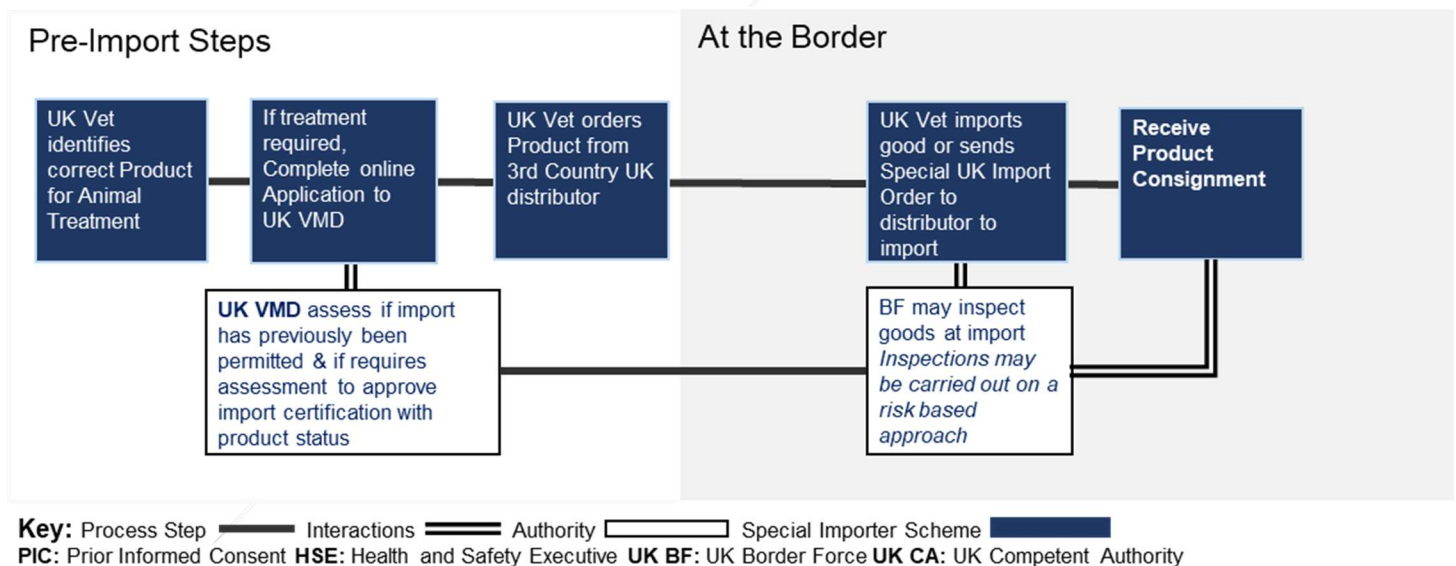 Pre-Import Steps
At the Border
UK Vet
identifies
correct Product
for Animal
Treatment
If treatment
required,
Complete online
Application to
UK VMD
UK Vet orders
Product from
3rd Country UK
distributor
UK Vet imports
good or sends
Special UK Import
Order to
distributor to
import
Receive
Product
Consignment
UK VMD assess if import
has previously been
permitted & if requires
assessment to approve
import certification with
product status
BF may inspect
goods at import
Inspections may
be carried out on a
risk based
approach
Key: Process Step Interactions Authority Special Importer Scheme
PIC: Prior Informed Consent HSE: Health and Safety Executive UK BF: UK Border Force UK CA: UK Competent Authority